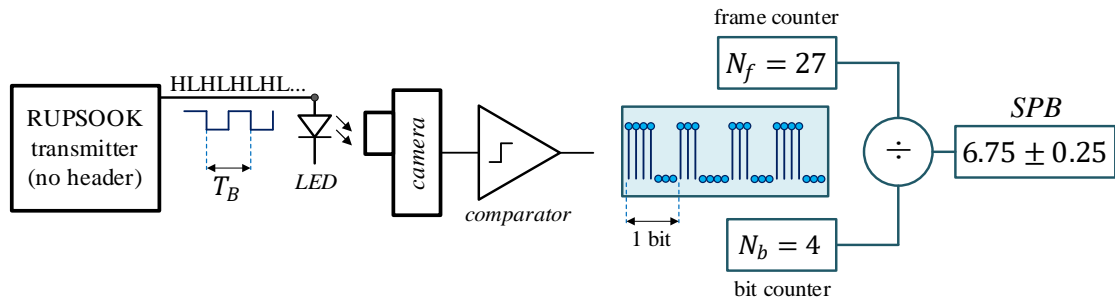 frame counter
N_f = 27
HLHLHLHL...
RUPSOOK
transmitter
(no header)
T_B
LED
camera
comparator
1 bit
÷
SPB
6.75 ± 0.25
N_b = 4
bit counter